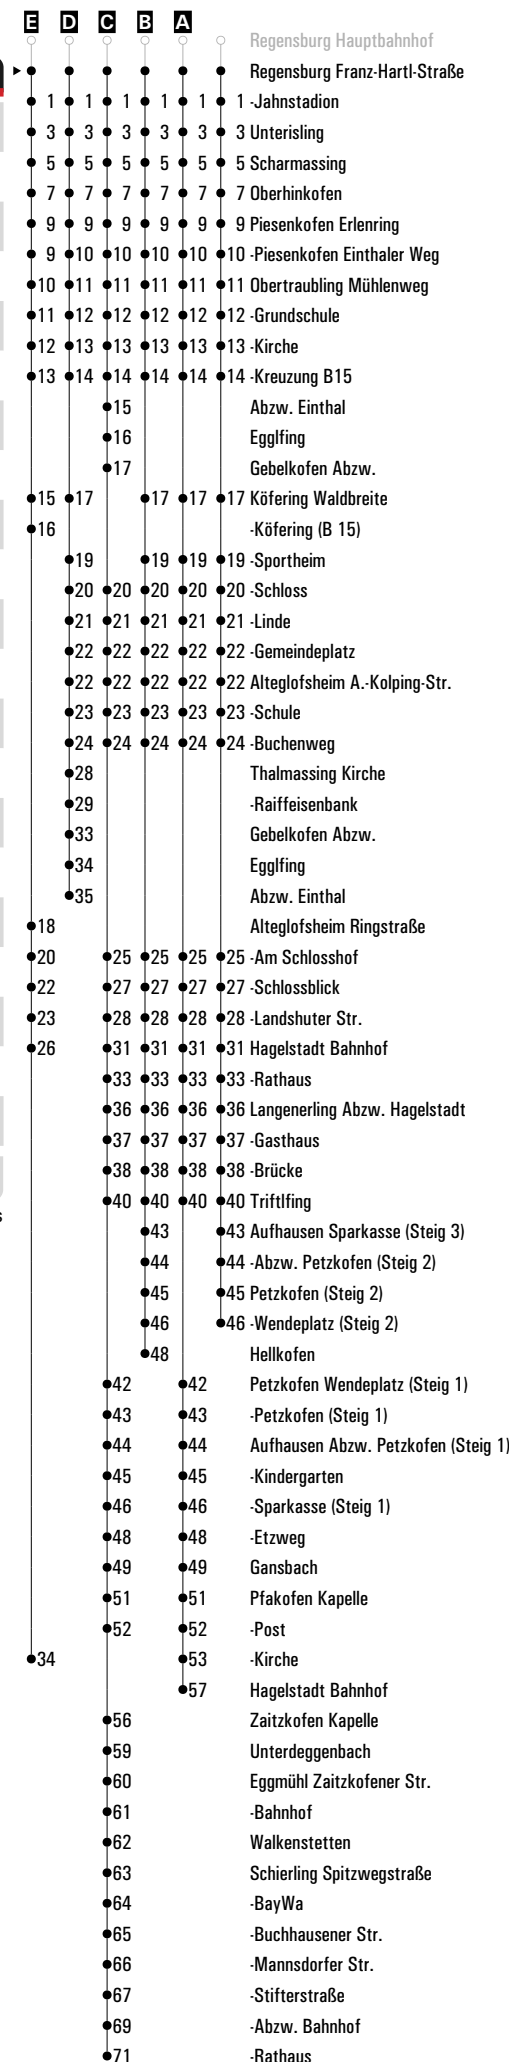 E D C B A
Regensburg Hauptbahnhof
Regensburg Franz-Hartl-Straße
1 1 1 1 1 1 -Jahnstadion
3 3 3 3 3 3 Unterisling
5 5 5 5 5 5 Scharmassing
7 7 7 7 7 7 Oberhinkofen
9 9 9 9 9 9 Piesenkofen Erlenring
9 10 10 10 10 10 -Piesenkofen Einthaler Weg
10 11 11 11 11 11 Obertraubling Mühlenweg
11 12 12 12 12 12 -Grundschule
12 13 13 13 13 13 -Kirche
13 14 14 14 14 14 -Kreuzung B15
15 Abzw. Einthal
16 Egglfing
17 Gebelkofen Abzw.
15 17 17 17 17 Köfering Waldbreite
16 -Köfering (B 15)
19 19 19 19 -Sportheim
20 20 20 20 20 -Schloss
21 21 21 21 21 -Linde
22 22 22 22 22 -Gemeindeplatz
22 22 22 22 22 Alteglofsheim A.-Kolping-Str.
23 23 23 23 23 -Schule
24 24 24 24 24 -Buchenweg
28 Thalmassing Kirche
29 -Raiffeisenbank
33 Gebelkofen Abzw.
34 Egglfing
35 Abzw. Einthal
18 Alteglofsheim Ringstraße
20 25 25 25 25 -Am Schlosshof
22 27 27 27 27 -Schlossblick
23 28 28 28 28 -Landshuter Str.
26 31 31 31 31 Hagelstadt Bahnhof
33 33 33 33 -Rathaus
36 36 36 36 Langenerling Abzw. Hagelstadt
37 37 37 37 -Gasthaus
38 38 38 38 -Brücke
40 40 40 40 Triftlfing
43 43 Aufhausen Sparkasse (Steig 3)
44 44 -Abzw. Petzkofen (Steig 2)
45 45 Petzkofen (Steig 2)
46 46 -Wendeplatz (Steig 2)
48 Hellkofen
42 42 Petzkofen Wendeplatz (Steig 1)
43 43 -Petzkofen (Steig 1)
44 44 Aufhausen Abzw. Petzkofen (Steig 1)
45 45 -Kindergarten
46 46 -Sparkasse (Steig 1)
48 48 -Etzweg
49 49 Gansbach
51 51 Pfakofen Kapelle
52 52 -Post
34 53 -Kirche
57 Hagelstadt Bahnhof
56 Zaitzkofen Kapelle
59 Unterdeggenbach
60 Eggmühl Zaitzkofener Str.
61 -Bahnhof
62 Walkenstetten
63 Schierling Spitzwegstraße
64 -BayWa
65 -Buchhausener Str.
66 -Mannsdorfer Str.
67 -Stifterstraße
69 -Abzw. Bahnhof
71 -Rathaus